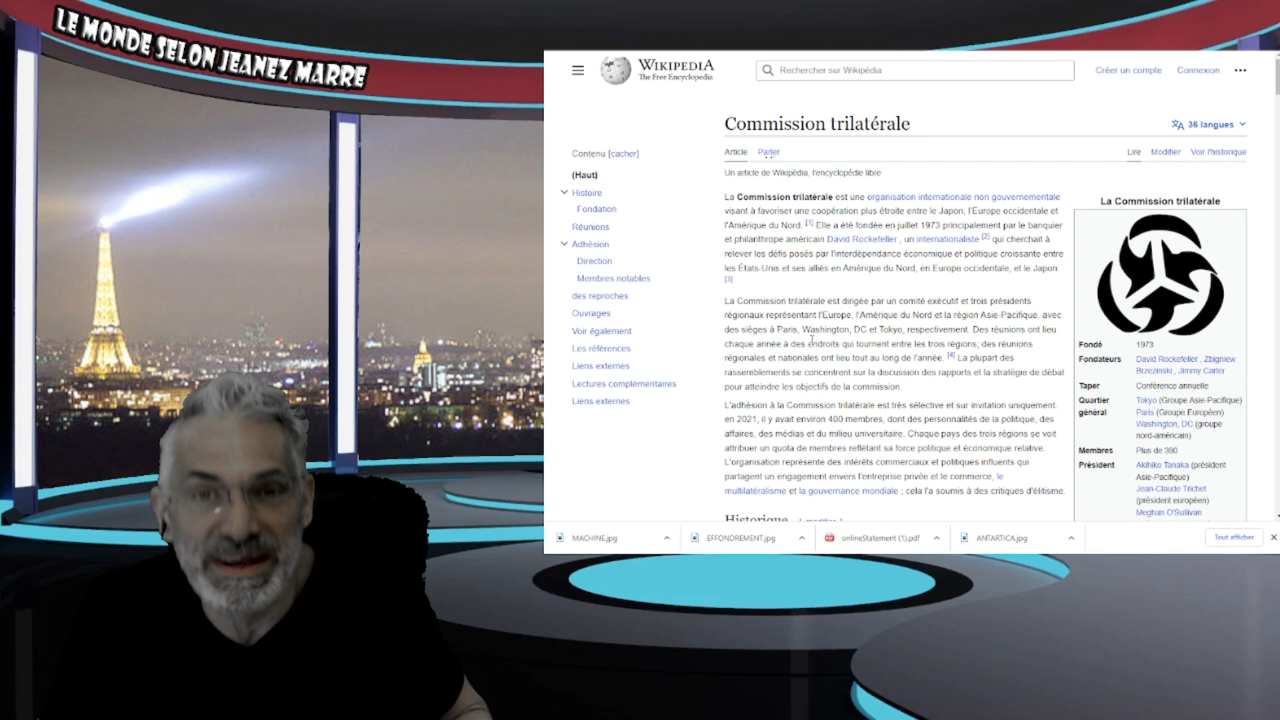 LE MONDE SELON JEANEZ MARRE
WIKIPEDIA
The Free Encyclopedia
Rechercher sur Wikipédia
Créer un compte
Connexion
Commission trilatérale
36 langues
Article
Parler
Lire
Modifier
Voir l'historique
Un article de Wikipédia, l'encyclopédie libre
Contenu [cacher]
(Haut)
Histoire
Fondation
Réunions
Adhésion
Direction
Membres notables
des reproches
Ouvrages
Voir également
Les références
Liens externes
Lectures complémentaires
Liens externes
La Commission trilatérale est une organisation internationale non gouvernementale
visant à favoriser une coopération plus étroite entre le Japon, l'Europe occidentale et
l'Amérique du Nord. [1] Elle a été fondée en juillet 1973 principalement par le banquier
et philanthrope américain David Rockefeller , un internationaliste [2] qui cherchait à
relever les défis posés par l'interdépendance économique et politique croissante entre
les États-Unis et ses alliés en Amérique du Nord, en Europe occidentale, et le Japon.
[3]
La Commission trilatérale est dirigée par un comité exécutif et trois présidents
régionaux représentant l'Europe, l'Amérique du Nord et la région Asie-Pacifique, avec
des sièges à Paris, Washington, DC et Tokyo, respectivement. Des réunions ont lieu
chaque année à des endroits qui tournent entre les trois régions; des réunions
régionales et nationales ont lieu tout au long de l'année. [4] La plupart des
rassemblements se concentrent sur la discussion des rapports et la stratégie de débat
pour atteindre les objectifs de la commission.
L'adhésion à la Commission trilatérale est très sélective et sur invitation uniquement.
en 2021, il y avait environ 400 membres, dont des personnalités de la politique, des
affaires, des médias et du milieu universitaire. Chaque pays des trois régions se voit
attribuer un quota de membres reflétant sa force politique et économique relative.
L'organisation représente des intérêts commerciaux et politiques influents qui
partagent un engagement envers l'entreprise privée et le commerce, le
multilatéralisme et la gouvernance mondiale ; cela l'a soumis à des critiques d'élitisme.
Historique [ modifier ]
La Commission trilatérale
Fondé 1973
Fondateurs David Rockefeller , Zbigniew
Brzezinski , Jimmy Carter
Taper Conférence annuelle
Quartier Tokyo (Groupe Asie-Pacifique)
général Paris (Groupe Européen)
Washington, DC (groupe
nord-américain)
Membres Plus de 390
Président Akihiko Tanaka (président
Asie-Pacifique)
Jean-Claude Trichet
(président européen)
Meghan O'Sullivan
MACHINE.jpg
EFFONDREMENT.jpg
onlineStatement (1).pdf
ANTARTICA.jpg
Tout afficher